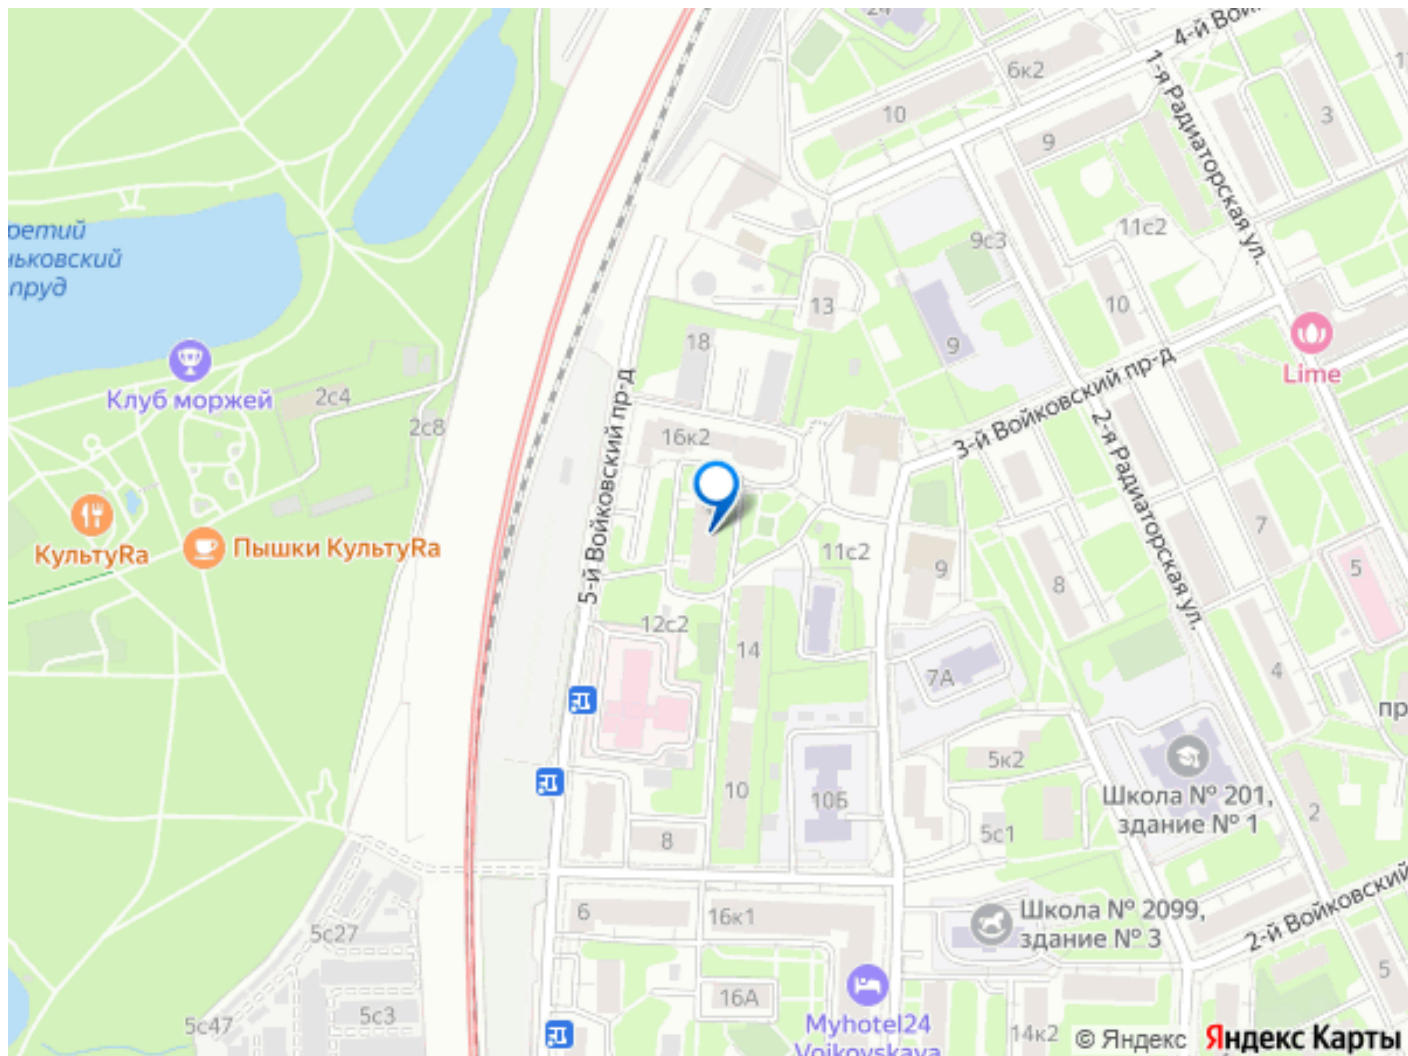 24
4-й Вой
1-я Радиаторская ул.
6к2
10
3
9
ретий
ньковский
пруд
9с3
11с2
13
10
18
9
Lime
Клуб моржей
2с4
2с8
5-й Войковский пр-д
16к2
3-й Войковский пр-д
2-я Радиаторская ул.
КультуRa
Пышки КультуRa
11с2
7
9
8
5
12с2
14
7А
4
пр
5к2
10
10Б
Школа № 201,
здание № 1
2
8
5с1
6
16к1
Школа № 2099,
здание № 3
2-й Войковский
5с27
5
16А
Myhotel24
Voikovskaya
5с47
5с3
14к2
© Яндекс
Яндекс Карты